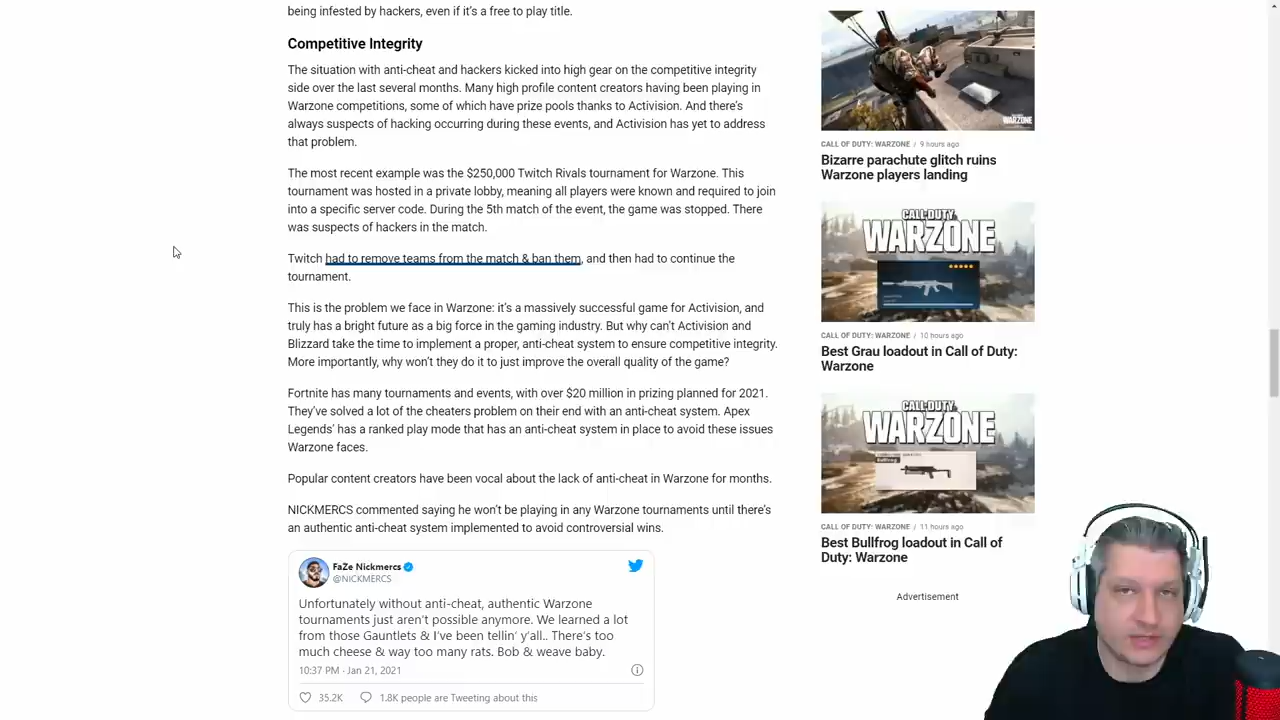 being infested by hackers, even if it's a free to play title.
Competitive Integrity
The situation with anti-cheat and hackers kicked into high gear on the competitive integrity
side over the last several months. Many high profile content creators having been playing in
Warzone competitions, some of which have prize pools thanks to Activision. And there's
always suspects of hacking occurring during these events, and Activision has yet to address
that problem.
The most recent example was the $250,000 Twitch Rivals tournament for Warzone. This
tournament was hosted in a private lobby, meaning all players were known and required to join
into a specific server code. During the 5th match of the event, the game was stopped. There
was suspects of hackers in the match.
Twitch had to remove teams from the match & ban them, and then had to continue the
tournament.
This is the problem we face in Warzone: it's a massively successful game for Activision, and
truly has a bright future as a big force in the gaming industry. But why can't Activision and
Blizzard take the time to implement a proper, anti-cheat system to ensure competitive integrity.
More importantly, why won't they do it to just improve the overall quality of the game?
Fortnite has many tournaments and events, with over $20 million in prizing planned for 2021.
They've solved a lot of the cheaters problem on their end with an anti-cheat system. Apex
Legends' has a ranked play mode that has an anti-cheat system in place to avoid these issues
Warzone faces.
Popular content creators have been vocal about the lack of anti-cheat in Warzone for months.
NICKMERCS commented saying he won't be playing in any Warzone tournaments until there's
an authentic anti-cheat system implemented to avoid controversial wins.
FaZe Nickmercs
@NICKMERCS
Unfortunately without anti-cheat, authentic Warzone
tournaments just aren't possible anymore. We learned a lot
from those Gauntlets & I've been tellin' y'all.. There's too
much cheese & way too many rats. Bob & weave baby.
10:37 PM · Jan 21, 2021
35.2K 1.8K people are Tweeting about this
WARZONE
CALL OF DUTY: WARZONE / 9 hours ago
Bizarre parachute glitch ruins
Warzone players landing
CALL OF DUTY
WARZONE
CALL OF DUTY: WARZONE / 10 hours ago
Best Grau loadout in Call of Duty:
Warzone
CALL OF DUTY
WARZONE
Bullfrog
CALL OF DUTY: WARZONE / 11 hours ago
Best Bullfrog loadout in Call of
Duty: Warzone
Advertisement